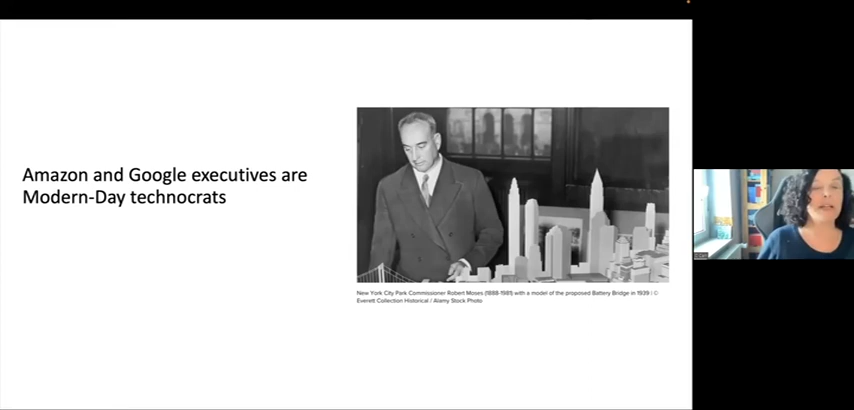 Amazon and Google executives are
Modern-Day technocrats
New York City Park Commissioner Robert Moses (1888-1981) with a model of the proposed Battery Bridge in 1939 | ©
Everett Collection Historical / Alamy Stock Photo